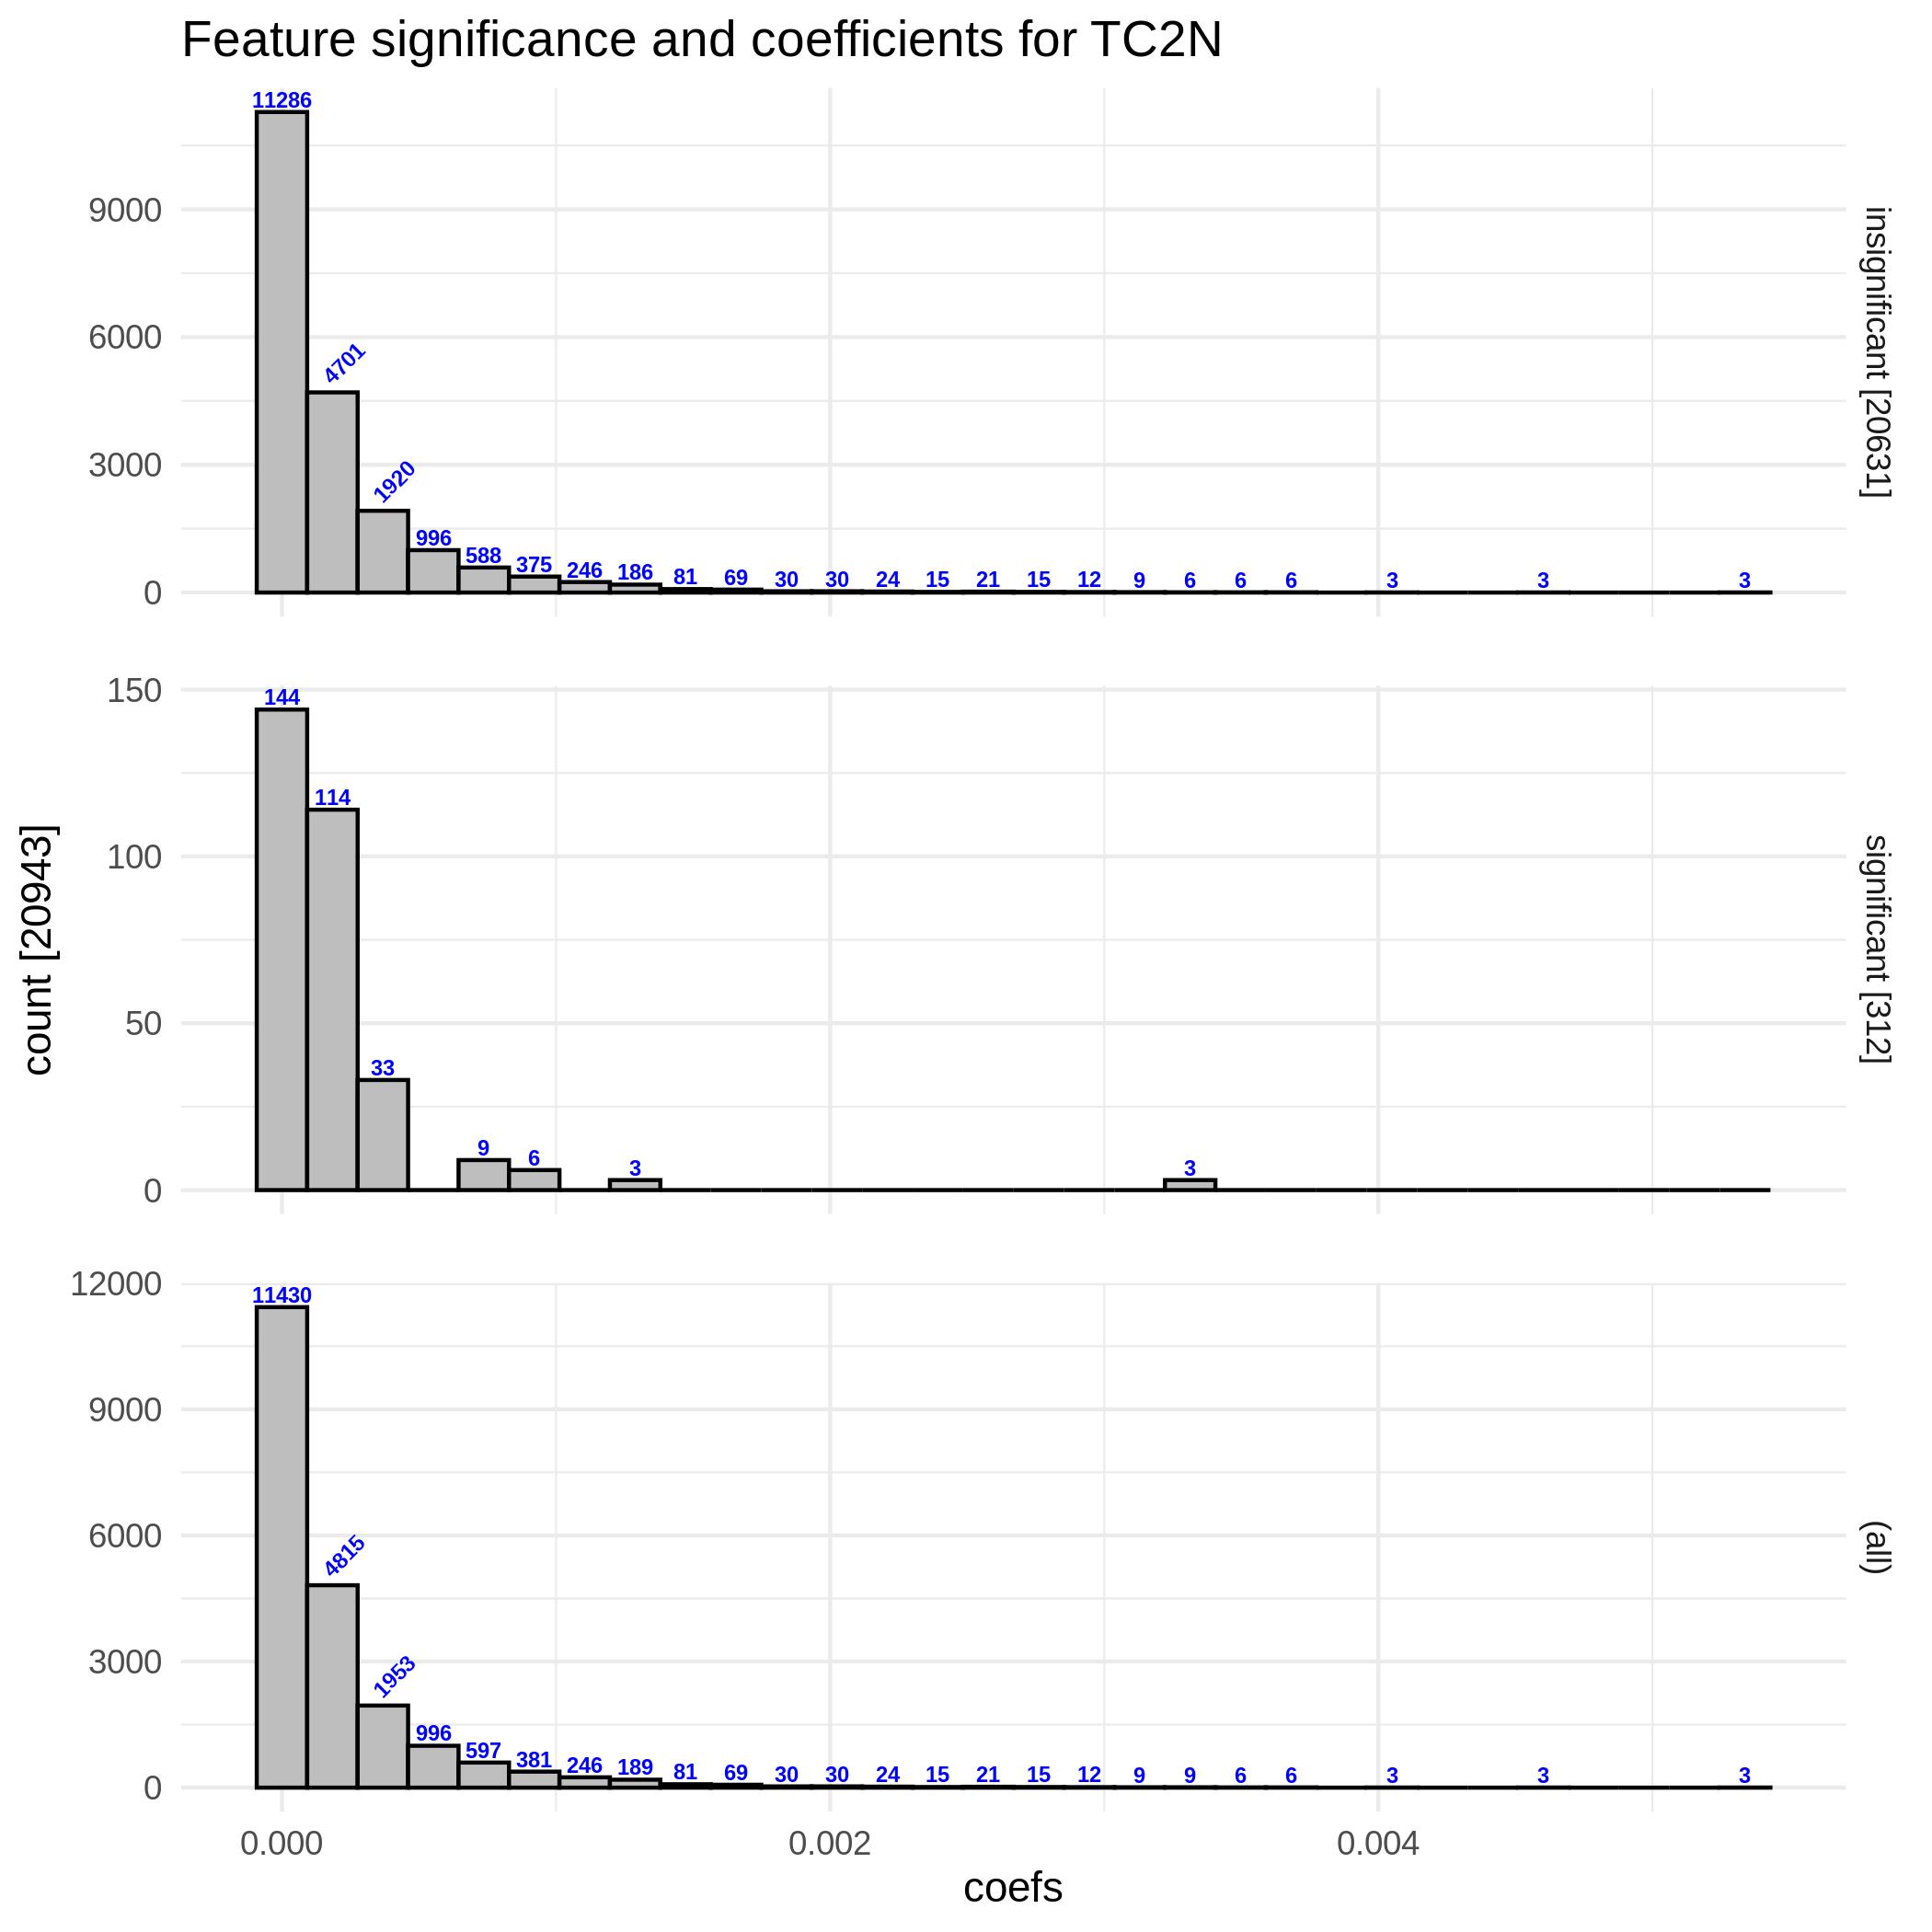 Feature significance and coefficients for TC2N
11286
9000
6000
3000
0
4701
1920
996 588 375 246 186 81 69 30 30 24 15 21 15 12 9 6 6 6 3 3 3
insignificant [20631]
150
100
50
0
144
114
33
9 6 3 3
significant [312]
count [20943]
12000
9000
6000
3000
0
11430
4815
1953
996 597 381 246 189 81 69 30 30 24 15 21 15 12 9 9 6 6 3 3 3
(all)
0.000 0.002 0.004
coefs